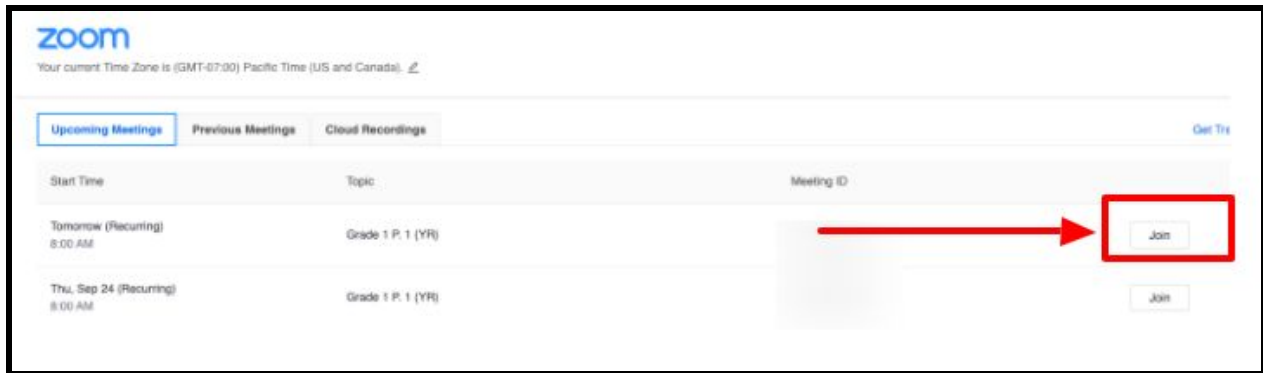 zoom
Your current Time Zone is (GMT-07:00) Pacific Time (US and Canada).
Upcoming Meetings Previous Meetings Cloud Recordings Get Tra
Start Time Topic Meeting ID
Tomorrow (Recurring)
8:00 AM
Grade 1 P. 1 (YR)
Join
Thu, Sep 24 (Recurring)
8:00 AM
Grade 1 P. 1 (YR)
Join